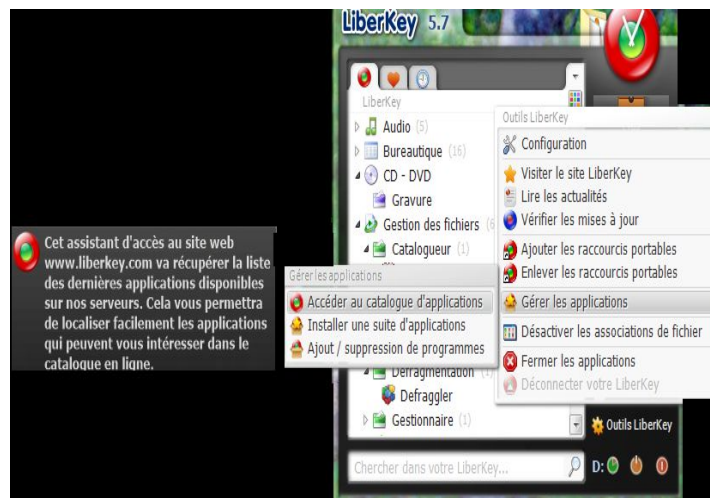 LiberKey 5.7
LiberKey
Audio (5)
Bureautique (16)
CD - DVD
Gravure
Gestion des fichiers (6
Catalogueur (1)
Défragmentation (1)
Defraggler
Gestionnaire (1)
Chercher dans votre LiberKey...
Outils LiberKey
Configuration
Visiter le site LiberKey
Lire les actualités
Vérifier les mises à jour
Ajouter les raccourcis portables
Enlever les raccourcis portables
Gérer les applications
Désactiver les associations de fichier
Fermer les applications
Déconnecter votre LiberKey
Gérer les applications
Accéder au catalogue d'applications
Installer une suite d'applications
Ajout / suppression de programmes
Outils LiberKey
D:
Cet assistant d'accès au site web
www.liberkey.com va récupérer la liste
des dernières applications disponibles
sur nos serveurs. Cela vous permettra
de localiser facilement les applications
qui peuvent vous intéresser dans le
catalogue en ligne.